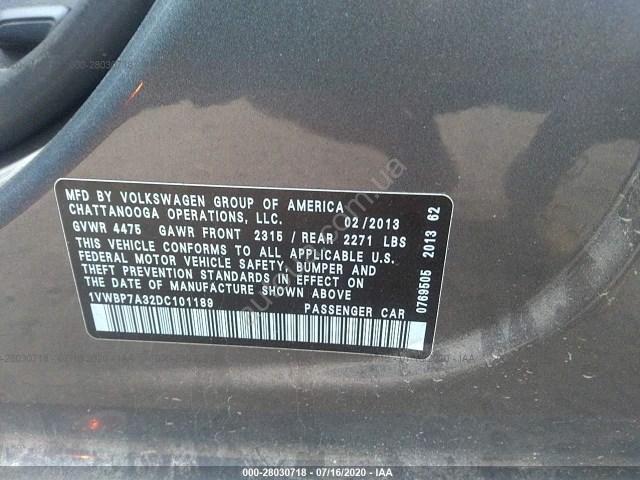 MFD BY VOLKSWAGEN GROUP OF AMERICA
CHATTANOOGA OPERATIONS, LLC. 02/2013
GVWR 4475 GAWR FRONT 2315 / REAR 2271 LBS
THIS VEHICLE CONFORMS TO ALL APPLICABLE U.S.
FEDERAL MOTOR VEHICLE SAFETY, BUMPER AND
THEFT PREVENTION STANDARDS IN EFFECT ON
THE DATE OF MANUFACTURE SHOWN ABOVE
1VWBP7A32DC101189 PASSENGER CAR
0769505 2013 62
000-28030718 - 07/16/2020 - IAA